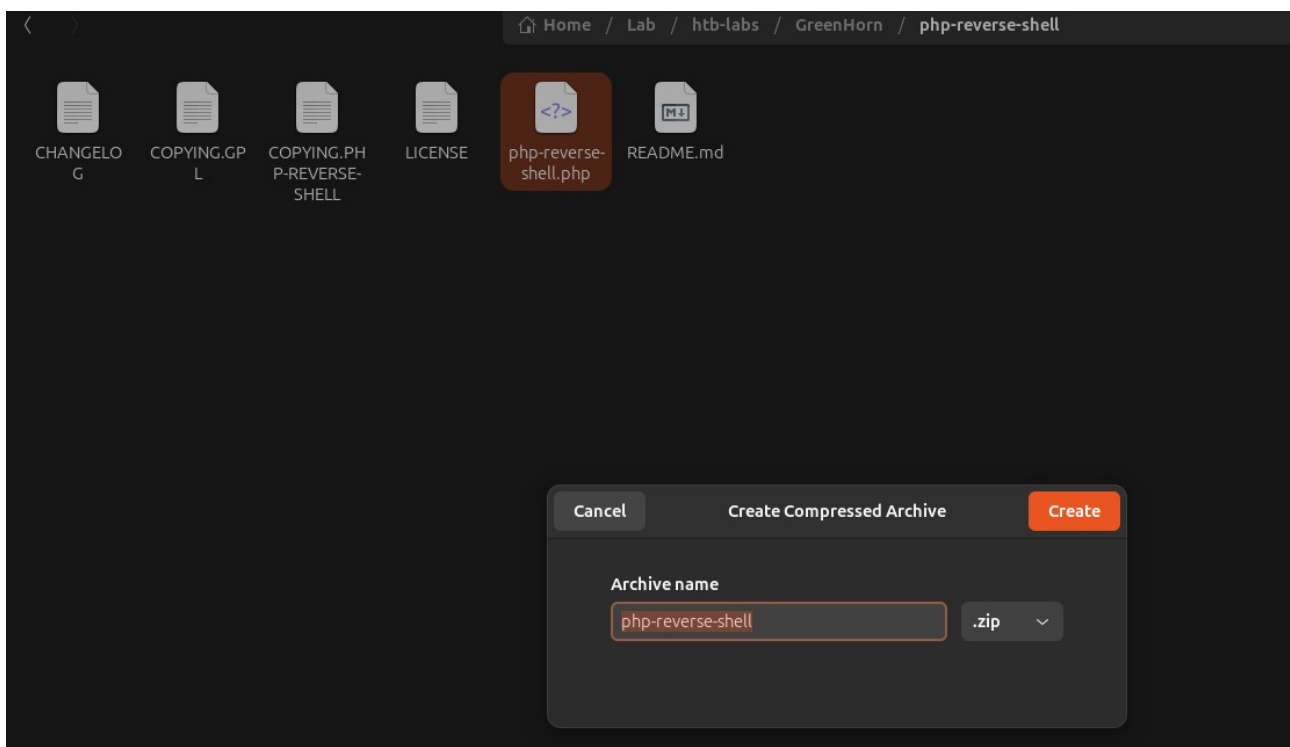 Home / Lab / htb-labs / GreenHorn / php-reverse-shell
<?>
M↓
CHANGELO
G
COPYING.GP
L
COPYING.PH
P-REVERSE-
SHELL
LICENSE
php-reverse-
shell.php
README.md
Cancel
Create Compressed Archive
Create
Archive name
php-reverse-shell
.zip